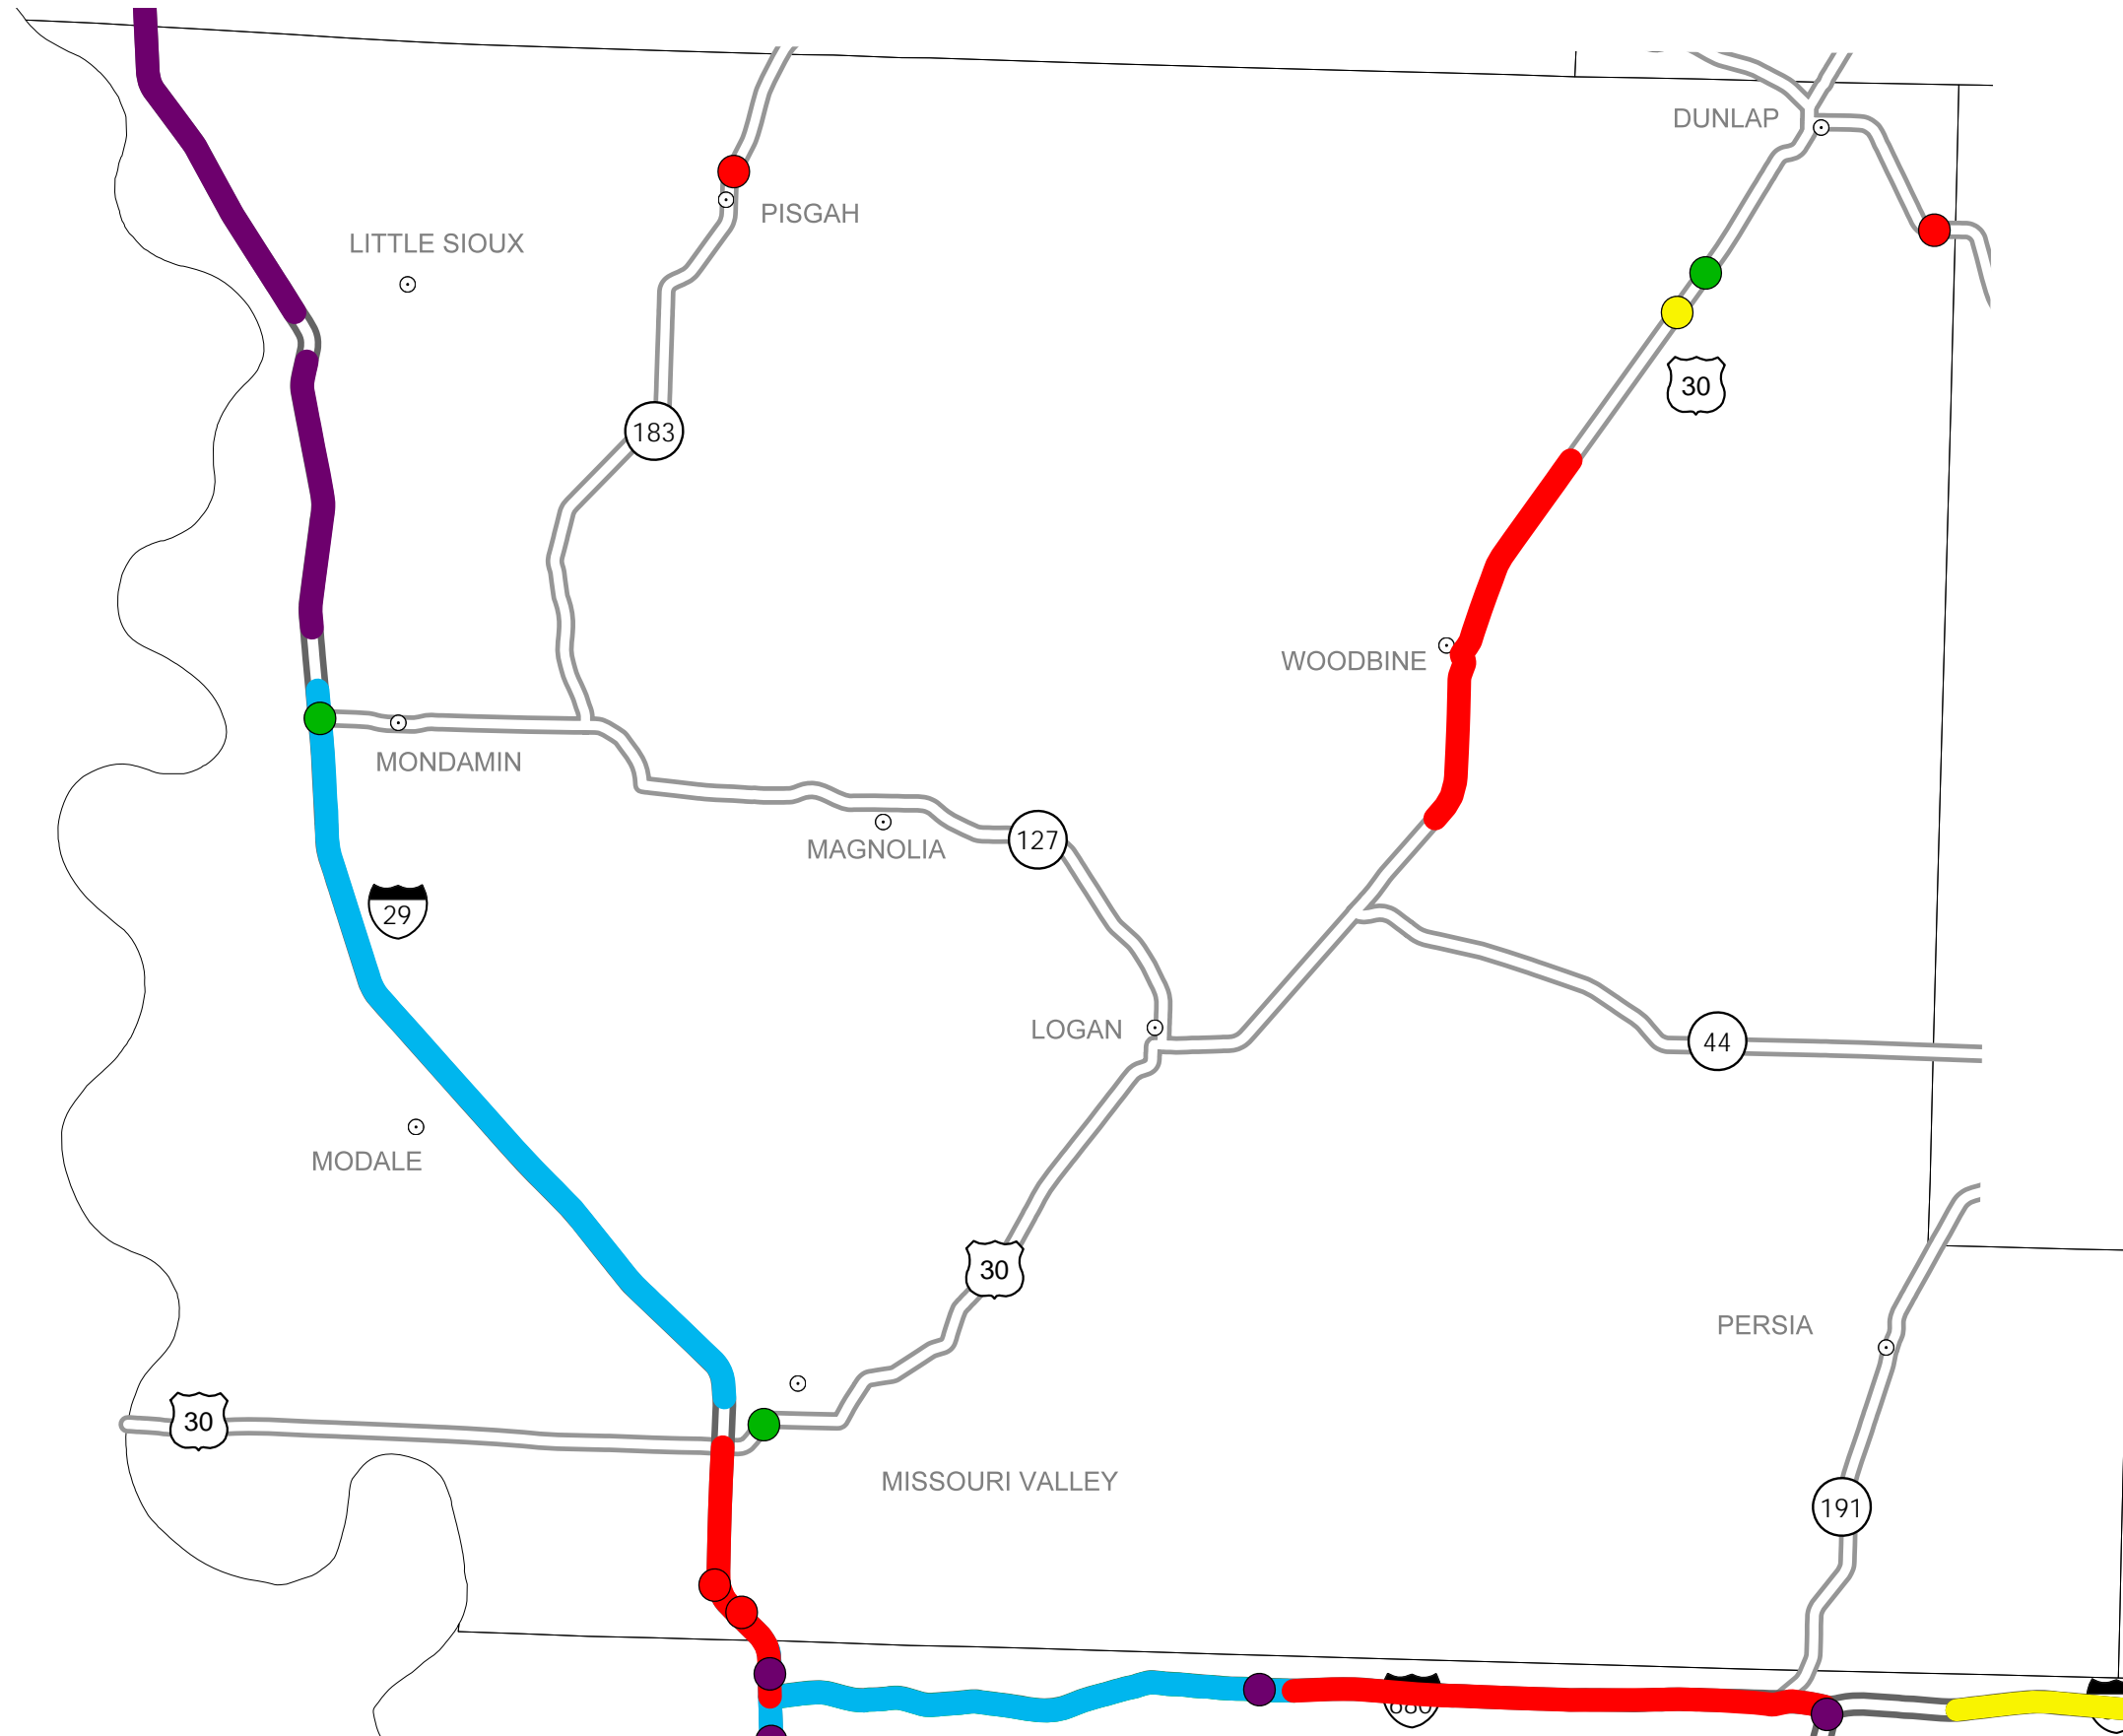 DUNLAP
PISGAH
LITTLE SIOUX
30
183
WOODBINE
MONDAMIN
127
MAGNOLIA
29
LOGAN
44
MODALE
30
PERSIA
30
MISSOURI VALLEY
191
680